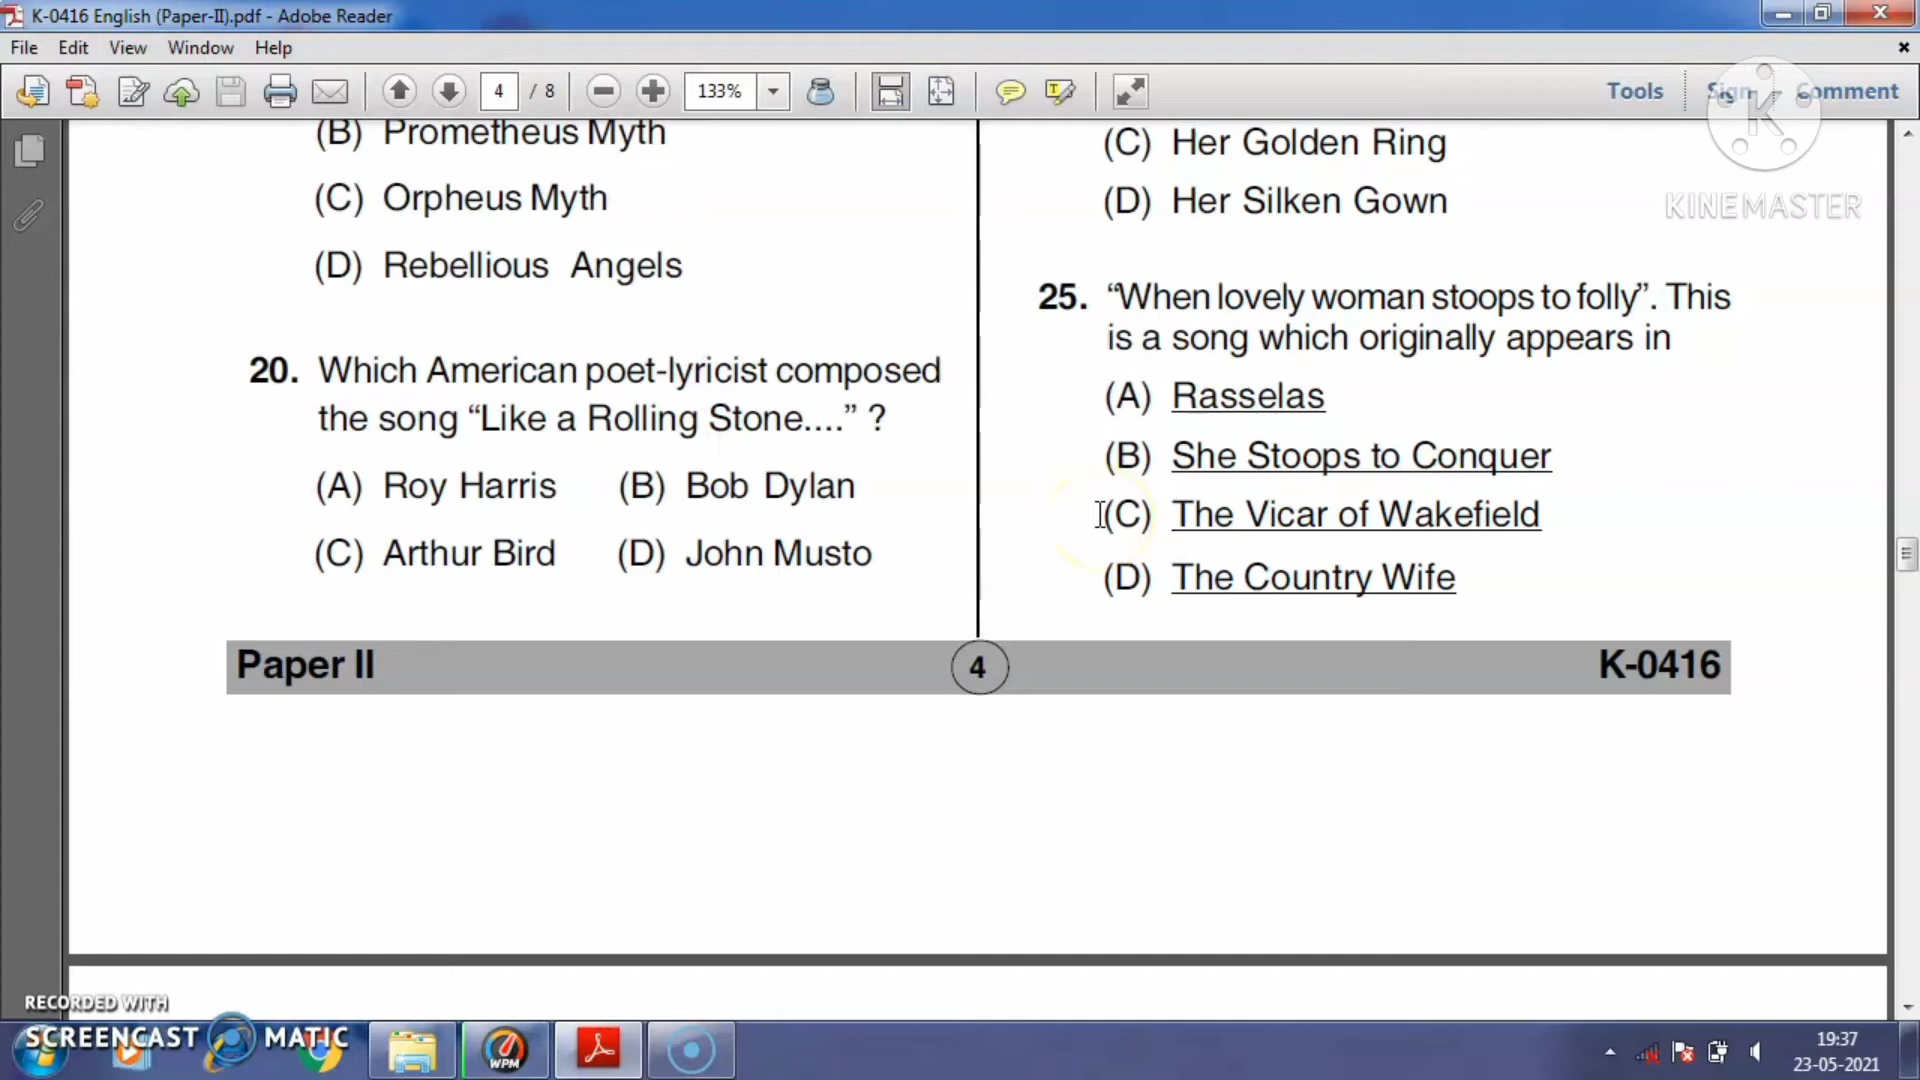 K-0416 English (Paper-II).pdf - Adobe Reader
File Edit View Window Help
4 / 8 133% Tools Sign Comment
KINEMASTER
(B) Prometheus Myth
(C) Orpheus Myth
(D) Rebellious Angels
20. Which American poet-lyricist composed
the song “Like a Rolling Stone....” ?
(A) Roy Harris (B) Bob Dylan
(C) Arthur Bird (D) John Musto
(C) Her Golden Ring
(D) Her Silken Gown
25. “When lovely woman stoops to folly”. This
is a song which originally appears in
(A) Rasselas
(B) She Stoops to Conquer
(C) The Vicar of Wakefield
(D) The Country Wife
Paper II 4 K-0416
RECORDED WITH
SCREENCAST MATIC
WPM
19:37
23-05-2021